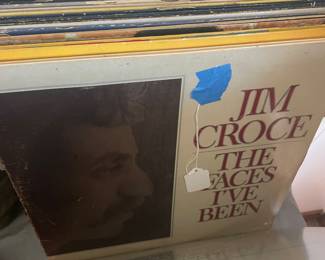 JIM
CROCE
THE
FACES
I'VE
BEEN